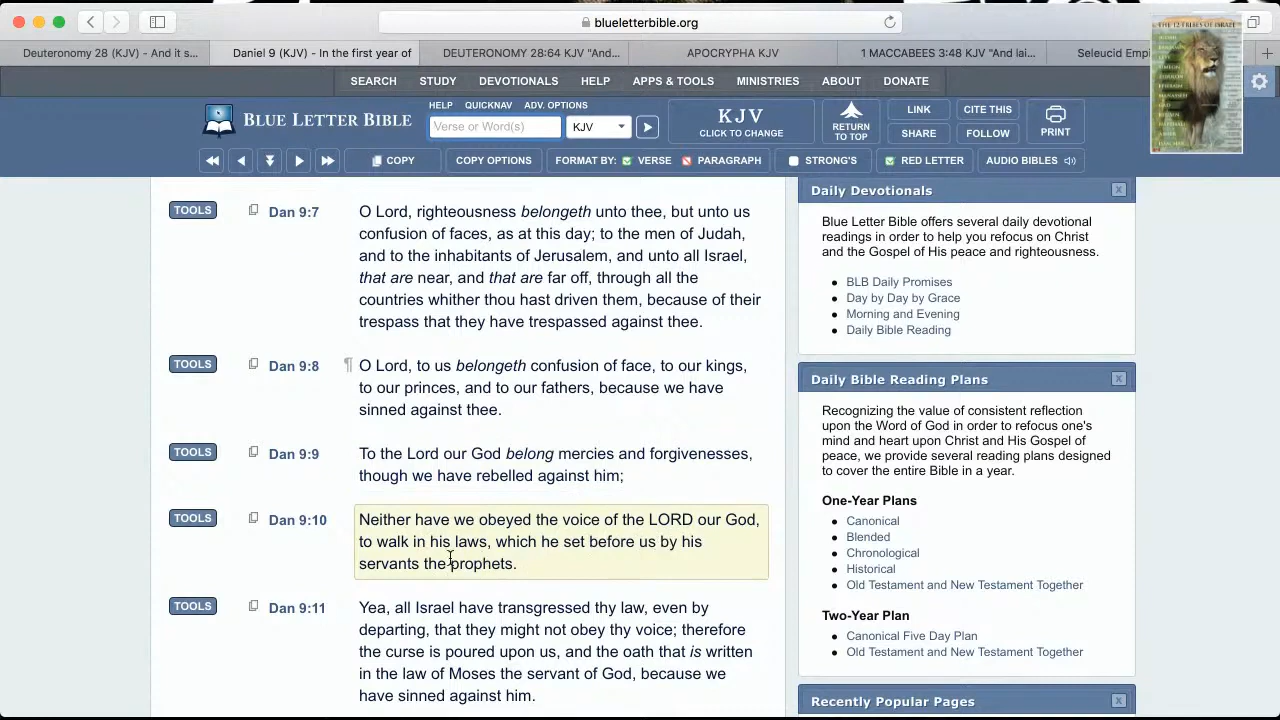 blueletterbible.org
Deuteronomy 28 (KJV) - And it s...
Daniel 9 (KJV) - In the first year of
DEUTERONOMY 28:64 KJV "And...
APOCRYPHA KJV
1 MACCABEES 3:48 KJV "And lai...
Seleucid Emp
THE 12 TRIBES OF ISRAEL
SEARCH STUDY DEVOTIONALS HELP APPS & TOOLS MINISTRIES ABOUT DONATE
BLUE LETTER BIBLE
HELP QUICKNAV ADV. OPTIONS
Verse or Word(s)
KJV
KJV
CLICK TO CHANGE
RETURN
TO TOP
LINK
CITE THIS
SHARE
FOLLOW
PRINT
COPY COPY OPTIONS FORMAT BY: VERSE PARAGRAPH STRONG'S RED LETTER AUDIO BIBLES
TOOLS Dan 9:7
O Lord, righteousness belongeth unto thee, but unto us
confusion of faces, as at this day; to the men of Judah,
and to the inhabitants of Jerusalem, and unto all Israel,
that are near, and that are far off, through all the
countries whither thou hast driven them, because of their
trespass that they have trespassed against thee.
TOOLS Dan 9:8
¶ O Lord, to us belongeth confusion of face, to our kings,
to our princes, and to our fathers, because we have
sinned against thee.
TOOLS Dan 9:9
To the Lord our God belong mercies and forgivenesses,
though we have rebelled against him;
TOOLS Dan 9:10
Neither have we obeyed the voice of the LORD our God,
to walk in his laws, which he set before us by his
servants the prophets.
TOOLS Dan 9:11
Yea, all Israel have transgressed thy law, even by
departing, that they might not obey thy voice; therefore
the curse is poured upon us, and the oath that is written
in the law of Moses the servant of God, because we
have sinned against him.
Daily Devotionals
Blue Letter Bible offers several daily devotional
readings in order to help you refocus on Christ
and the Gospel of His peace and righteousness.
BLB Daily Promises
Day by Day by Grace
Morning and Evening
Daily Bible Reading
Daily Bible Reading Plans
Recognizing the value of consistent reflection
upon the Word of God in order to refocus one's
mind and heart upon Christ and His Gospel of
peace, we provide several reading plans designed
to cover the entire Bible in a year.
One-Year Plans
Canonical
Blended
Chronological
Historical
Old Testament and New Testament Together
Two-Year Plan
Canonical Five Day Plan
Old Testament and New Testament Together
Recently Popular Pages